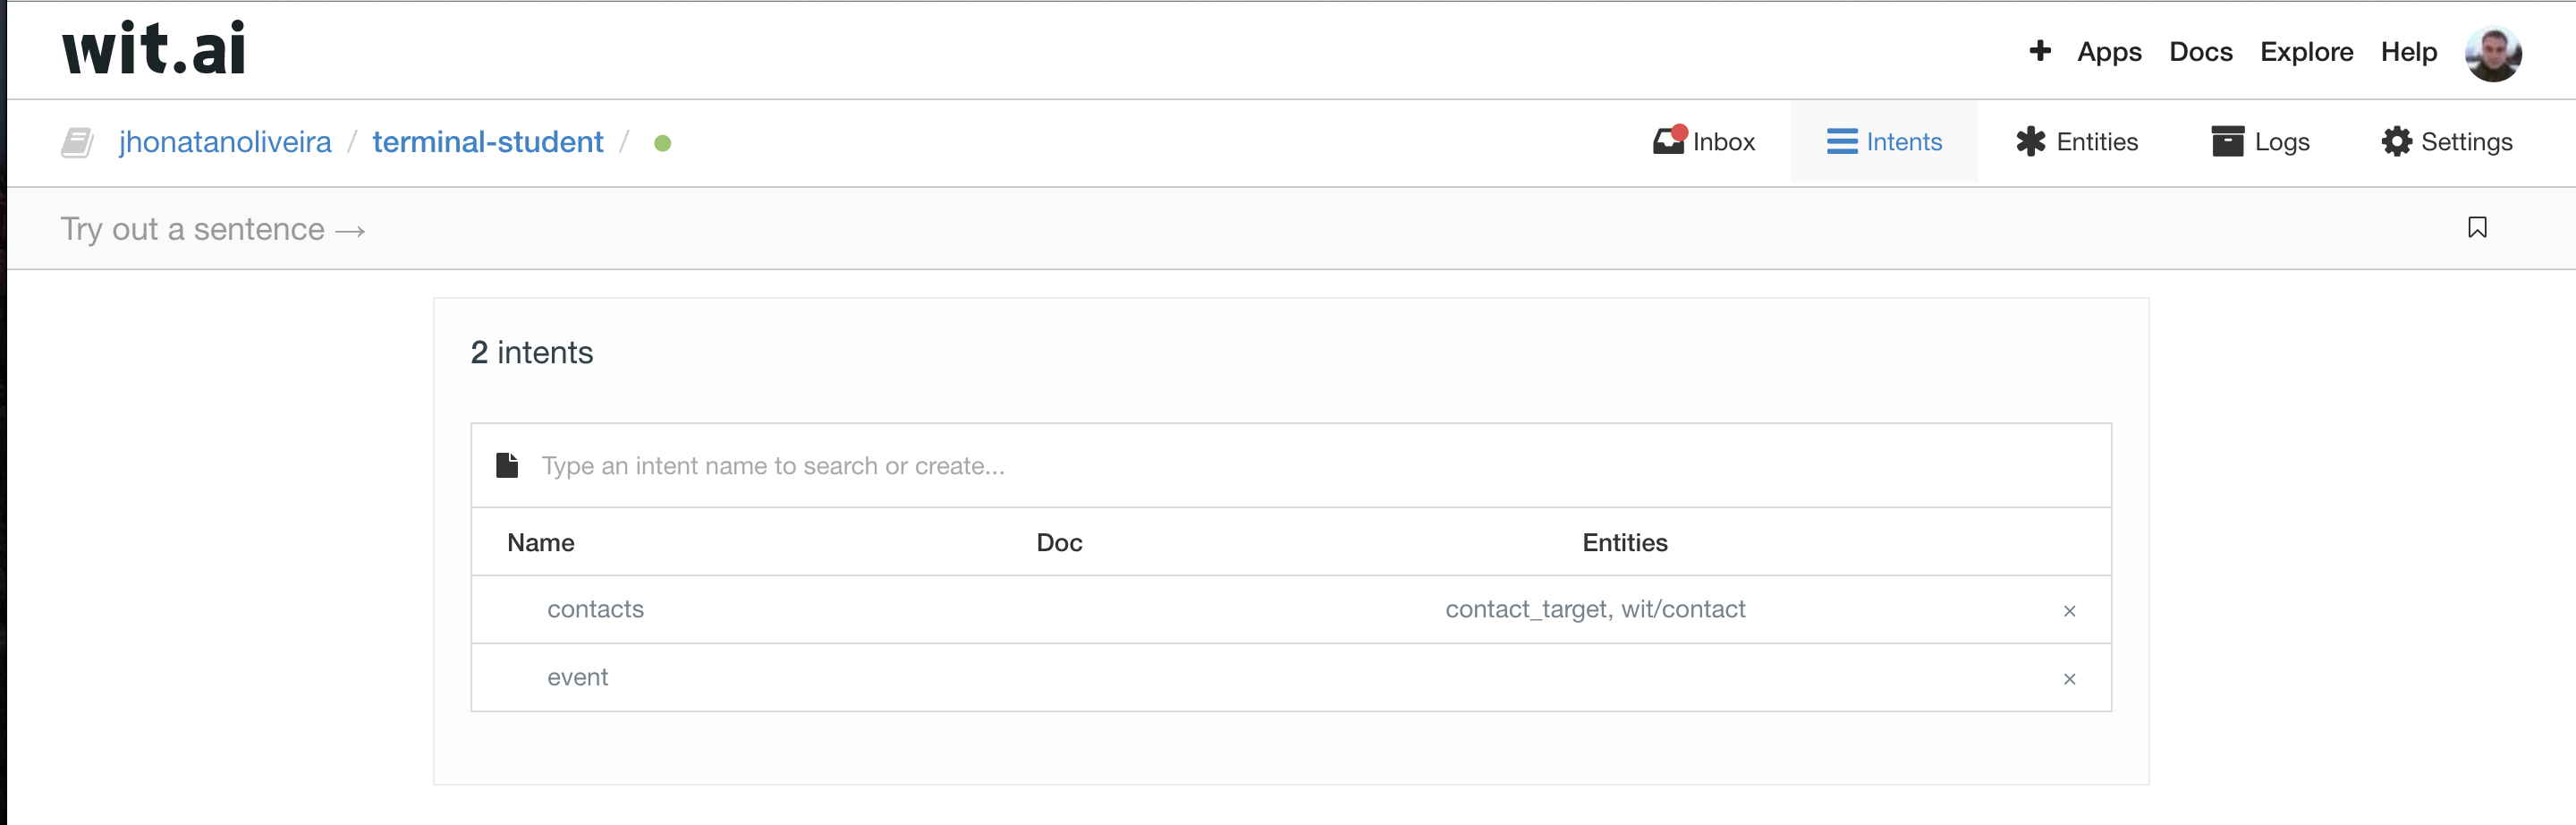 wit.ai
+ Apps Docs Explore Help
jhonatanoliveira / terminal-student /
Inbox Intents Entities Logs Settings
Try out a sentence →
2 intents
Type an intent name to search or create...
Name Doc Entities
contacts contact_target, wit/contact ×
event ×